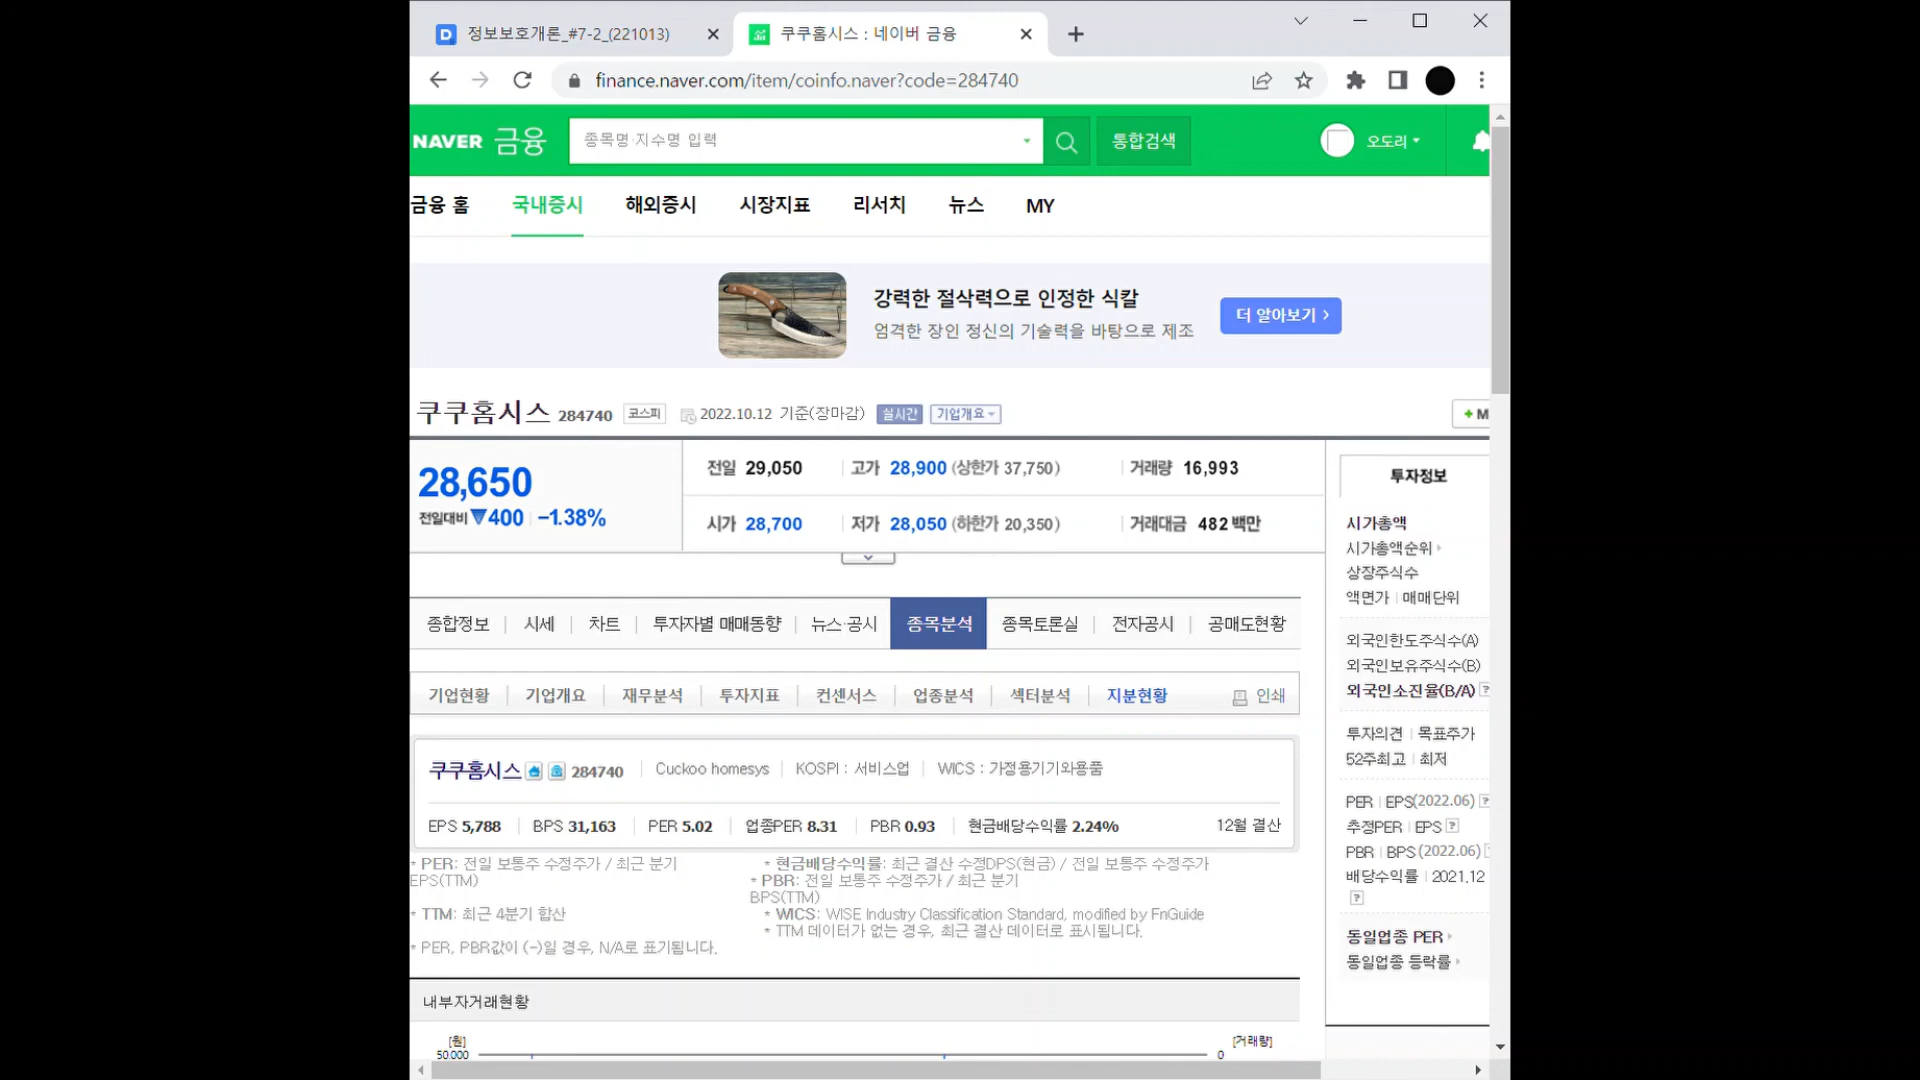 정보보호개론_#7-2_(221013)
쿠쿠홈시스 : 네이버 금융
finance.naver.com/item/coinfo.naver?code=284740
NAVER 금융
종목명·지수명 입력
통합검색
오도리
금융 홈 국내증시 해외증시 시장지표 리서치 뉴스 MY
강력한 절삭력으로 인정한 식칼
엄격한 장인 정신의 기술력을 바탕으로 제조
더 알아보기 >
쿠쿠홈시스 284740 코스피 2022.10.12 기준(장마감) 실시간 기업개요
+ M
28,650
전일대비 ▼400 -1.38%
전일 29,050 고가 28,900 (상한가 37,750) 거래량 16,993
시가 28,700 저가 28,050 (하한가 20,350) 거래대금 482 백만
종합정보 시세 차트 투자자별 매매동향 뉴스·공시 종목분석 종목토론실 전자공시 공매도현황
기업현황 기업개요 재무분석 투자지표 컨센서스 업종분석 섹터분석 지분현황 인쇄
쿠쿠홈시스 284740 Cuckoo homesys KOSPI : 서비스업 WICS : 가정용기기와용품
EPS 5,788 BPS 31,163 PER 5.02 업종PER 8.31 PBR 0.93 현금배당수익률 2.24% 12월 결산
* PER: 전일 보통주 수정주가 / 최근 분기
EPS(TTM)
* TTM: 최근 4분기 합산
* PER, PBR값이 (-)일 경우, N/A로 표기됩니다.
* 현금배당수익률: 최근 결산 수정DPS(현금) / 전일 보통주 수정주가
* PBR: 전일 보통주 수정주가 / 최근 분기
BPS(TTM)
* WICS: WISE Industry Classification Standard, modified by FnGuide
* TTM 데이터가 없는 경우, 최근 결산 데이터로 표시됩니다.
내부자거래현황
[원] [거래량]
50,000 0
투자정보
시가총액
시가총액순위
상장주식수
액면가 | 매매단위
외국인한도주식수(A)
외국인보유주식수(B)
외국인소진율(B/A) ?
투자의견 | 목표주가
52주최고 | 최저
PER | EPS(2022.06) ?
추정PER | EPS ?
PBR | BPS (2022.06)
배당수익률 | 2021.12
?
동일업종 PER
동일업종 등락률